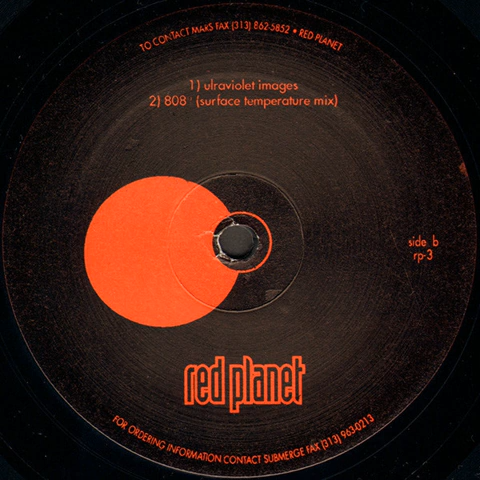 TO CONTACT MARS FAX (313) 862-5852 • RED PLANET
1) ulraviolet images
2) 808 (surface temperature mix)
side b
rp-3
red planet
FOR ORDERING INFORMATION CONTACT SUBMERGE FAX (313) 963-0213